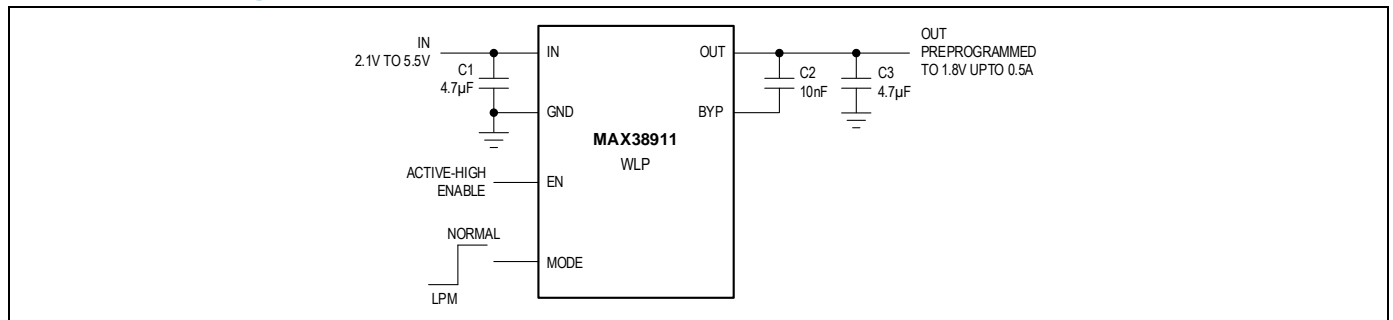 IN
2.1V TO 5.5V
C1
4.7µF
IN
GND
EN
MODE
MAX38911
WLP
OUT
BYP
C2
10nF
C3
4.7µF
OUT
PREPROGRAMMED
TO 1.8V UPTO 0.5A
ACTIVE-HIGH
ENABLE
NORMAL
LPM